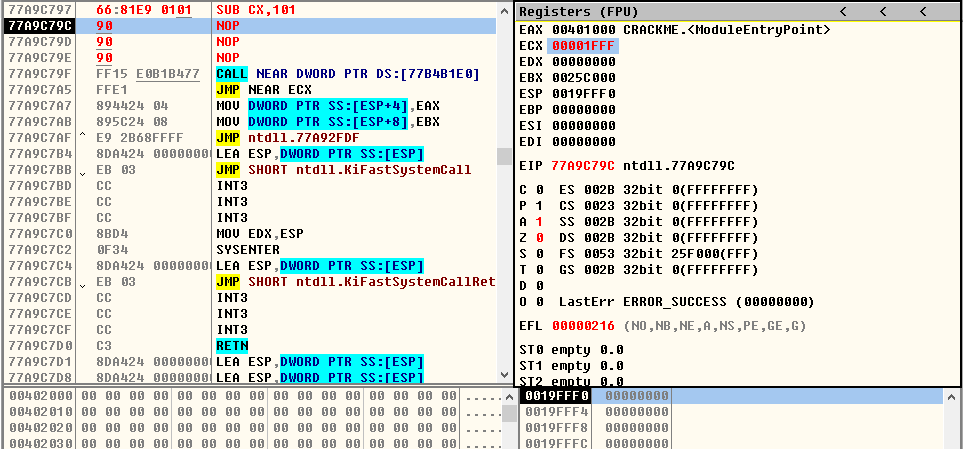 77A9C797 66:81E9 0101 SUB CX,101
77A9C79C 90 NOP
77A9C79D 90 NOP
77A9C79E 90 NOP
77A9C79F FF15 E0B1B477 CALL NEAR DWORD PTR DS:[77B4B1E0]
77A9C7A5 FFE1 JMP NEAR ECX
77A9C7A7 894424 04 MOV DWORD PTR SS:[ESP+4],EAX
77A9C7AB 895C24 08 MOV DWORD PTR SS:[ESP+8],EBX
77A9C7AF ^ E9 2B68FFFF JMP ntdll.77A92FDF
77A9C7B4 8DA424 0000000 LEA ESP,DWORD PTR SS:[ESP]
77A9C7BB EB 03 JMP SHORT ntdll.KiFastSystemCall
77A9C7BD CC INT3
77A9C7BE CC INT3
77A9C7BF CC INT3
77A9C7C0 8BD4 MOV EDX,ESP
77A9C7C2 0F34 SYSENTER
77A9C7C4 8DA424 0000000 LEA ESP,DWORD PTR SS:[ESP]
77A9C7CB EB 03 JMP SHORT ntdll.KiFastSystemCallRet
77A9C7CD CC INT3
77A9C7CE CC INT3
77A9C7CF CC INT3
77A9C7D0 C3 RETN
77A9C7D1 8DA424 0000000 LEA ESP,DWORD PTR SS:[ESP]
77A9C7D8 8DA424 0000000 LEA ESP,DWORD PTR SS:[ESP]
Registers (FPU) < < <
EAX 00401000 CRACKME.<ModuleEntryPoint>
ECX 00001FFF
EDX 00000000
EBX 0025C000
ESP 0019FFF0
EBP 00000000
ESI 00000000
EDI 00000000
EIP 77A9C79C ntdll.77A9C79C
C 0 ES 002B 32bit 0(FFFFFFFF)
P 1 CS 0023 32bit 0(FFFFFFFF)
A 1 SS 002B 32bit 0(FFFFFFFF)
Z 0 DS 002B 32bit 0(FFFFFFFF)
S 0 FS 0053 32bit 25F000(FFF)
T 0 GS 002B 32bit 0(FFFFFFFF)
D 0
O 0 LastErr ERROR_SUCCESS (00000000)
EFL 00000216 (NO,NB,NE,A,NS,PE,GE,G)
ST0 empty 0.0
ST1 empty 0.0
ST2 empty 0.0
00402000 00 00 00 00 00 00 00 00 00 00 00 00 00 00 00 00 .....
00402010 00 00 00 00 00 00 00 00 00 00 00 00 00 00 00 00 .....
00402020 00 00 00 00 00 00 00 00 00 00 00 00 00 00 00 00 .....
00402030 00 00 00 00 00 00 00 00 00 00 00 00 00 00 00 00 .....
0019FFF0 00000000
0019FFF4 00000000
0019FFF8 00000000
0019FFFC 00000000